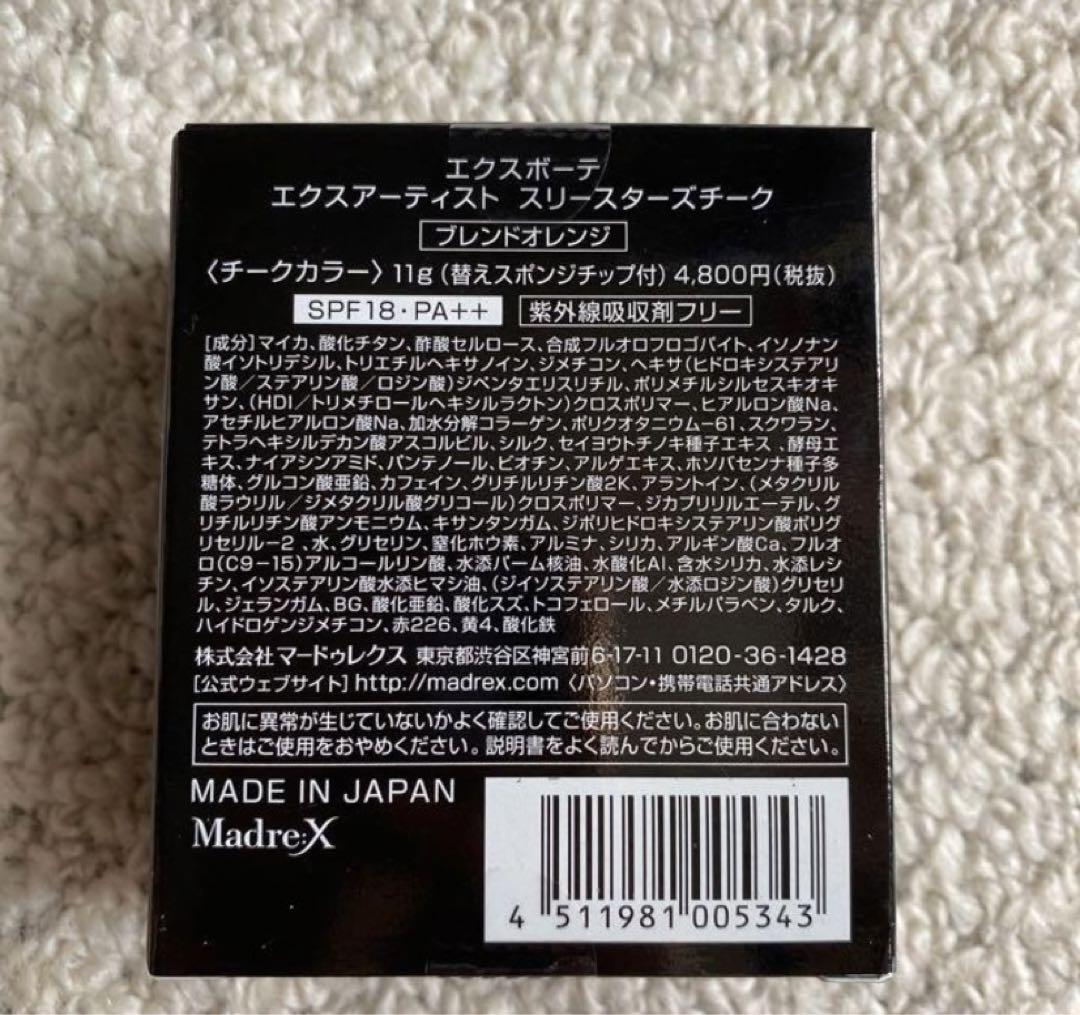 エクスボーテ
エクスアーティスト スリースターズチーク
ブレンドオレンジ
〈チークカラー〉11g(替えスポンジチップ付)4,800円(税抜)
SPF18・PA++ 紫外線吸収剤フリー
[成分]マイカ、酸化チタン、酢酸セルロース、合成フルオロフロゴパイト、イソノナン
酸イソトリデシル、トリエチルヘキサノイン、ジメチコン、ヘキサ(ヒドロキシステアリ
ン酸/ステアリン酸/ロジン酸)ジペンタエリスリチル、ポリメチルシルセスキオキ
サン、(HDI/トリメチロールヘキシルラクトン)クロスポリマー、ヒアルロン酸Na、
アセチルヒアルロン酸Na、加水分解コラーゲン、ポリクオタニウム-61、スクワラン、
テトラヘキシルデカン酸アスコルビル、シルク、セイヨウトチノキ種子エキス、酵母エ
キス、ナイアシンアミド、パンテノール、ビオチン、アルゲエキス、ホソバセンナ種子多
糖体、グルコン酸亜鉛、カフェイン、グリチルリチン酸2K、アラントイン、(メタクリル
酸ラウリル/ジメタクリル酸グリコール)クロスポリマー、ジカプリリルエーテル、グ
リチルリチン酸アンモニウム、キサンタンガム、ジポリヒドロキシステアリン酸ポリグ
リセリル-2、水、グリセリン、窒化ホウ素、アルミナ、シリカ、アルギン酸Ca、フルオ
ロ(C9-15)アルコールリン酸、水添パーム核油、水酸化Al、含水シリカ、水添レシ
チン、イソステアリン酸水添ヒマシ油、(ジイソステアリン酸/水添ロジン酸)グリセリ
ル、ジェランガム、BG、酸化亜鉛、酸化スズ、トコフェロール、メチルパラベン、タルク、
ハイドロゲンジメチコン、赤226、黄4、酸化鉄
株式会社マードゥレクス 東京都渋谷区神宮前6-17-11 0120-36-1428
[公式ウェブサイト]http://madrex.com〈パソコン・携帯電話共通アドレス〉
お肌に異常が生じていないかよく確認してご使用ください。お肌に合わない
ときはご使用をおやめください。説明書をよく読んでからご使用ください。
MADE IN JAPAN
Madre:X
4 511981 005343